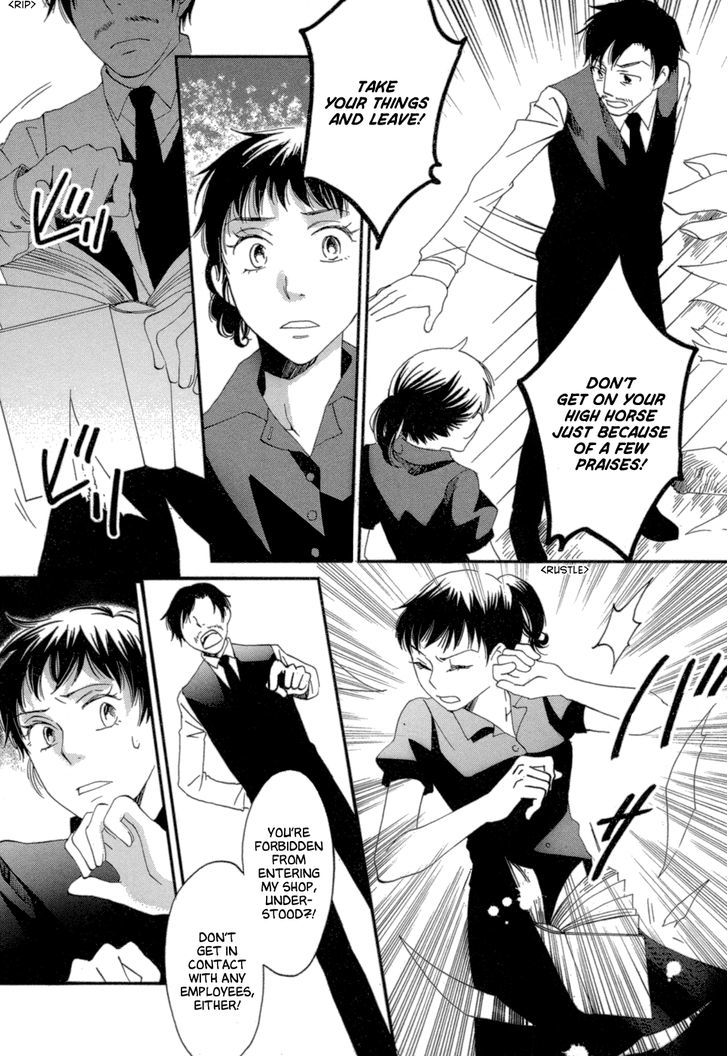 TAKE
YOUR THINGS
AND LEAVE!
DON'T
GET ON YOUR
HIGH HORSE
JUST BECAUSE
OF A FEW
PRAISES!
<RIP>
<RUSTLE>
YOU'RE
FORBIDDEN
FROM
ENTERING
MY SHOP,
UNDER-
STOOD?!
DON'T
GET IN
CONTACT
WITH ANY
EMPLOYEES,
EITHER!